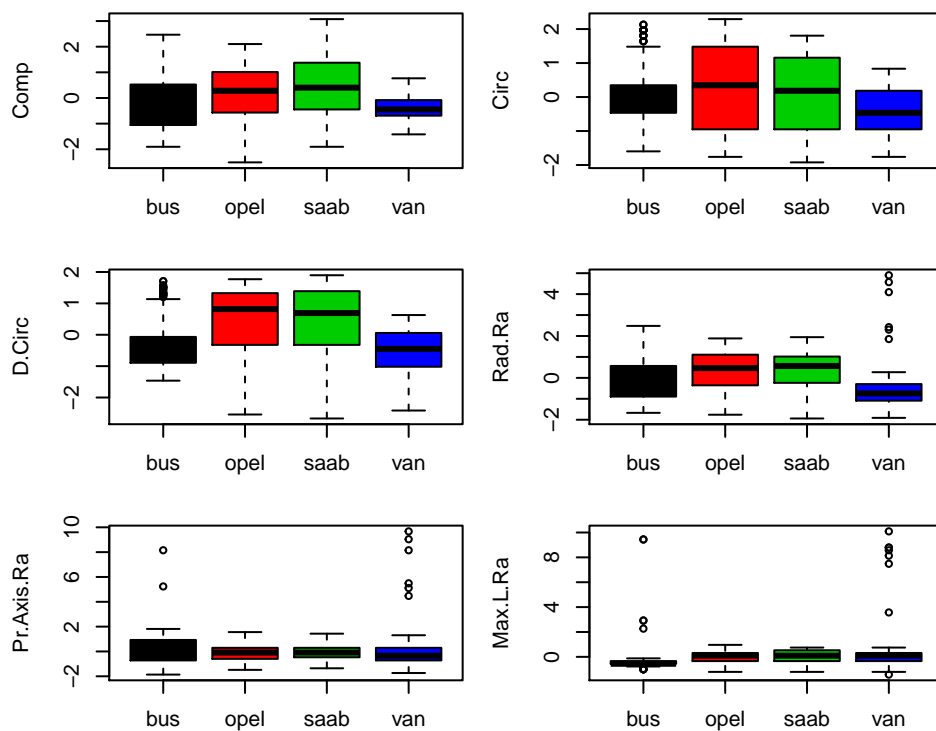 Comp
2
0
−2
bus opel saab van
Circ
2
1
0
−2
bus opel saab van
D.Circ
2
1
0
−2
bus opel saab van
Rad.Ra
4
2
0
−2
bus opel saab van
Pr.Axis.Ra
10
6
2
−2
bus opel saab van
Max.L.Ra
8
4
0
bus opel saab van